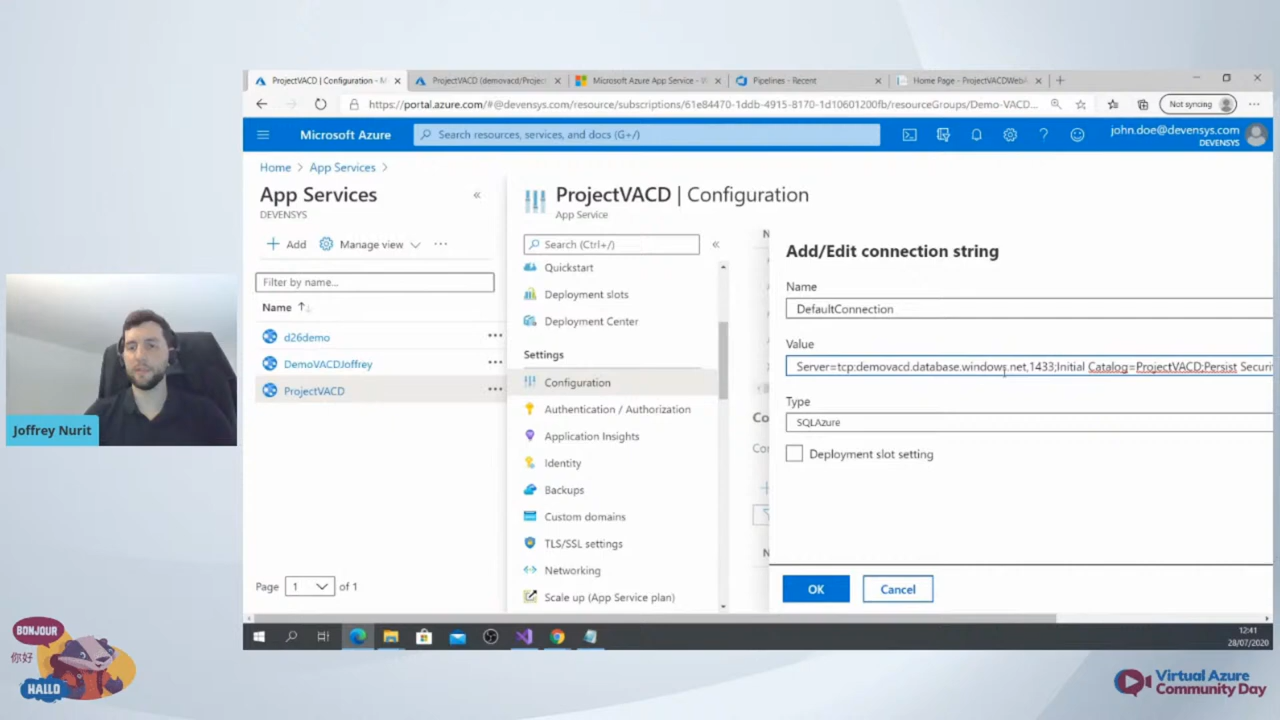 ProjectVACD | Configuration - M
ProjectVACD (demovacd/Project
Microsoft Azure App Service - W
Pipelines - Recent
Home Page - ProjectVACDWeb
https://portal.azure.com/#@devensys.com/resource/subscriptions/61e84470-1ddb-4915-8170-1d10601200fb/resourceGroups/Demo-VACD...
Not syncing
Microsoft Azure
Search resources, services, and docs (G+/)
john.doe@devensys.com
DEVENSYS
Home > App Services >
App Services
DEVENSYS
Add
Manage view
Filter by name...
Name ↑
d26demo
DemoVACDJoffrey
ProjectVACD
Page 1 of 1
ProjectVACD | Configuration
App Service
Search (Ctrl+/)
Quickstart
Deployment slots
Deployment Center
Settings
Configuration
Authentication / Authorization
Application Insights
Identity
Backups
Custom domains
TLS/SSL settings
Networking
Scale up (App Service plan)
N
Co
Con
N
Add/Edit connection string
Name
DefaultConnection
Value
Server=tcp:demovacd.database.windows.net,1433;Initial Catalog=ProjectVACD;Persist Securi
Type
SQLAzure
Deployment slot setting
OK
Cancel
12:41
28/07/2020
Joffrey Nurit
BONJOUR
你好
HALLO
Virtual Azure
Community Day